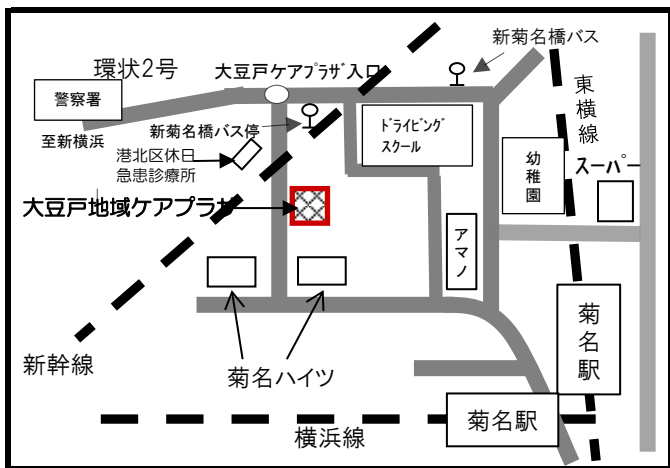 新菊名橋バス
環状2号
大豆戸ケアプラザ入口
警察署
至新横浜
新菊名橋バス停
ドライビング
スクール
東横線
港北区休日
急患診療所
幼稚園
スーパー
大豆戸地域ケアプラザ
アマノ
新幹線
菊名ハイツ
菊名駅
菊名駅
横浜線